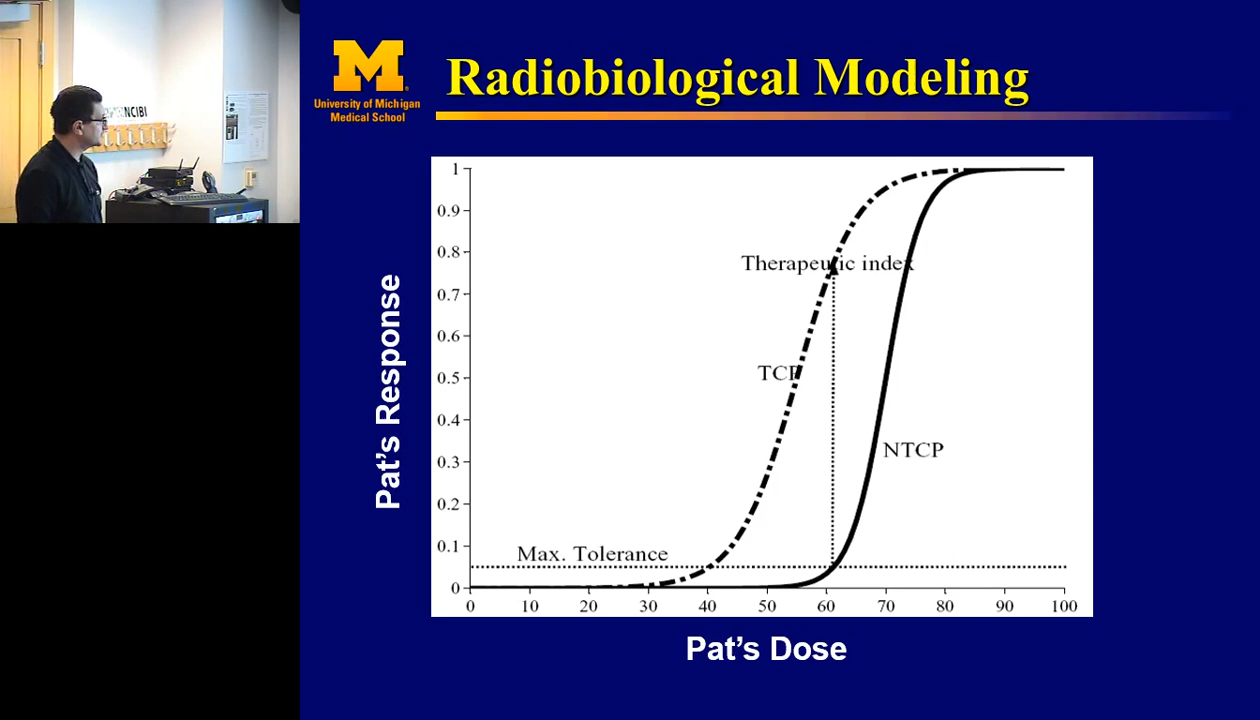 NCIBI
M
University of Michigan
Medical School
Radiobiological Modeling
Pat's Response
1
0.9
0.8
0.7
0.6
0.5
0.4
0.3
0.2
0.1
0
Therapeutic index
TCP
NTCP
Max. Tolerance
0 10 20 30 40 50 60 70 80 90 100
Pat's Dose